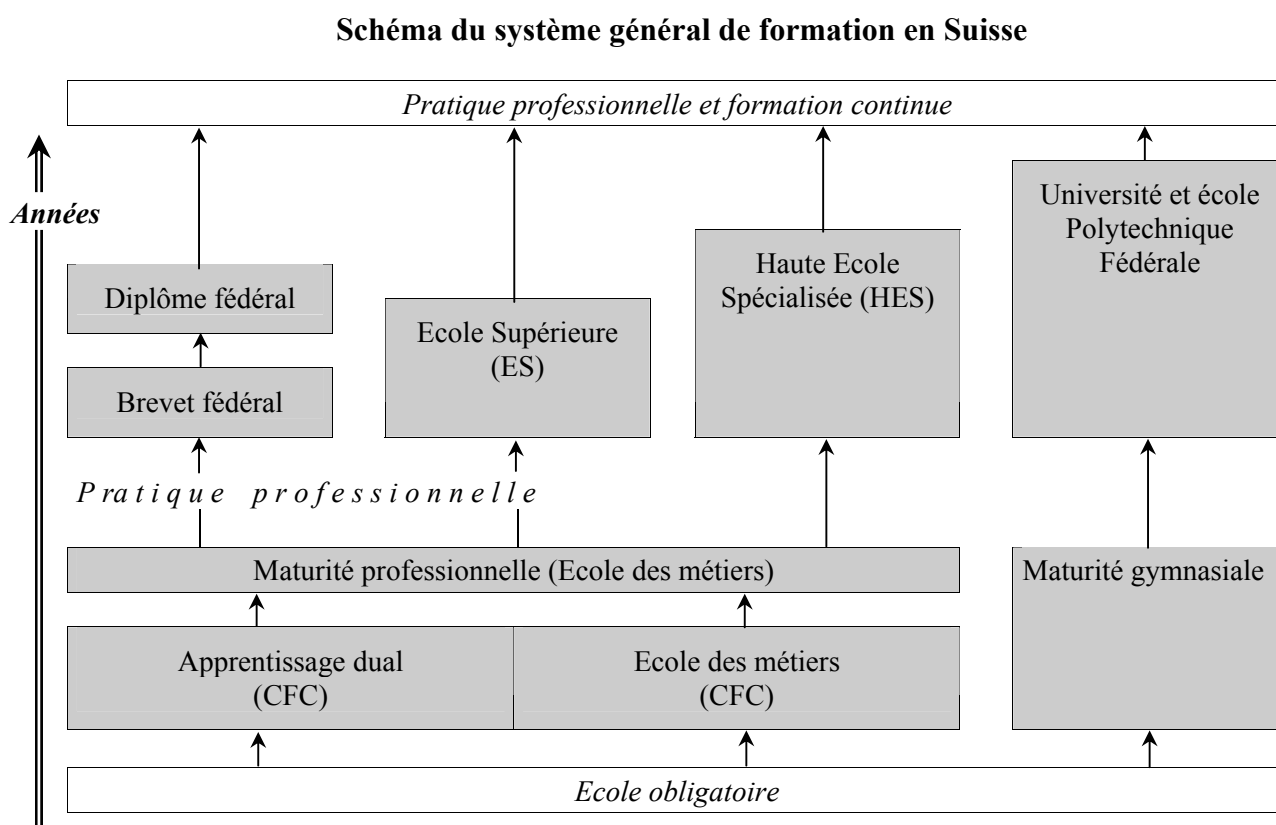 Schéma du système général de formation en Suisse
Pratique professionnelle et formation continue
Années
Université et école
Polytechnique
Fédérale
Haute Ecole
Spécialisée (HES)
Diplôme fédéral
Ecole Supérieure
(ES)
Brevet fédéral
Pratique professionnelle
Maturité professionnelle (Ecole des métiers)
Maturité gymnasiale
Apprentissage dual
(CFC)
Ecole des métiers
(CFC)
Ecole obligatoire